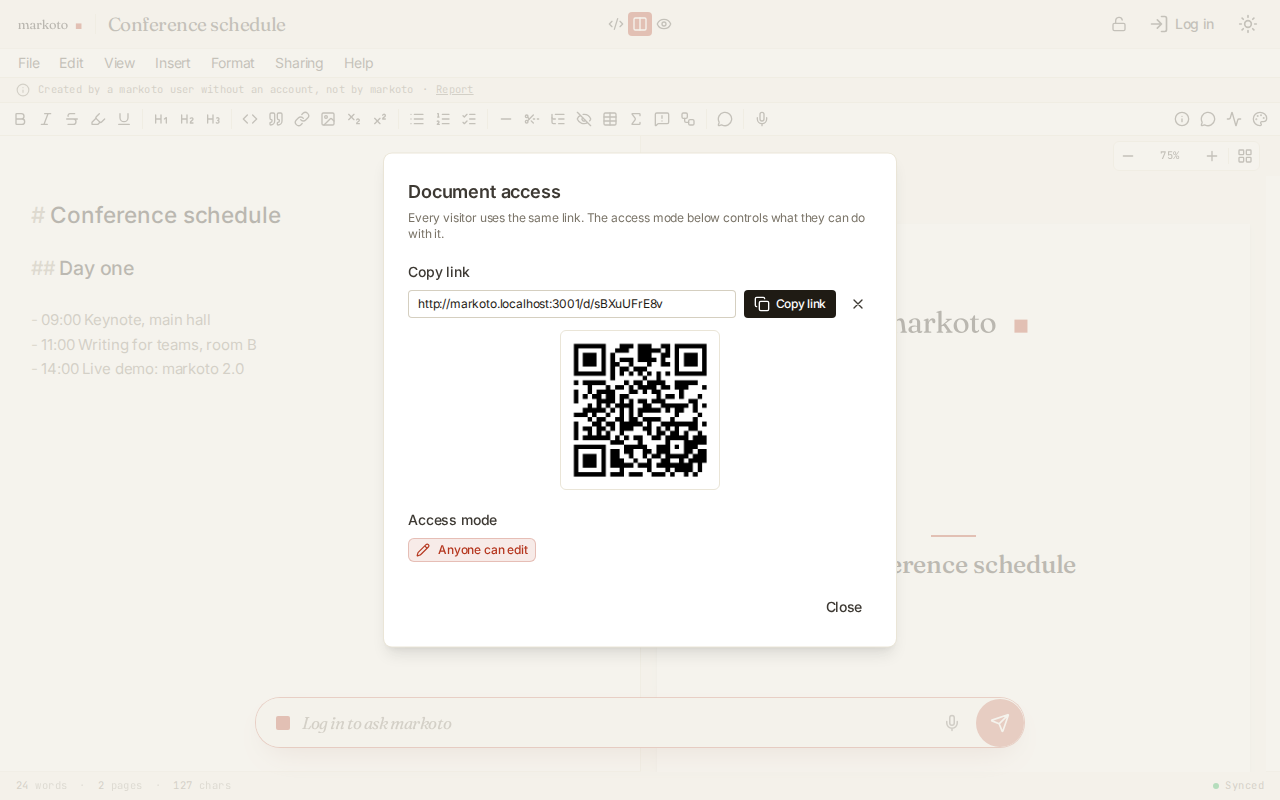 markoto
Conference schedule
Log in
File Edit View Insert Format Sharing Help
Created by a markoto user without an account, not by markoto · Report
H1 H2 H3
75%
# Conference schedule
## Day one
- 09:00 Keynote, main hall
- 11:00 Writing for teams, room B
- 14:00 Live demo: markoto 2.0
Document access
Every visitor uses the same link. The access mode below controls what they can do
with it.
Copy link
http://markoto.localhost:3001/d/sBXuUFrE8v
Copy link
Access mode
Anyone can edit
Close
arkoto
erence schedule
Log in to ask markoto
24 words · 2 pages · 127 chars
Synced